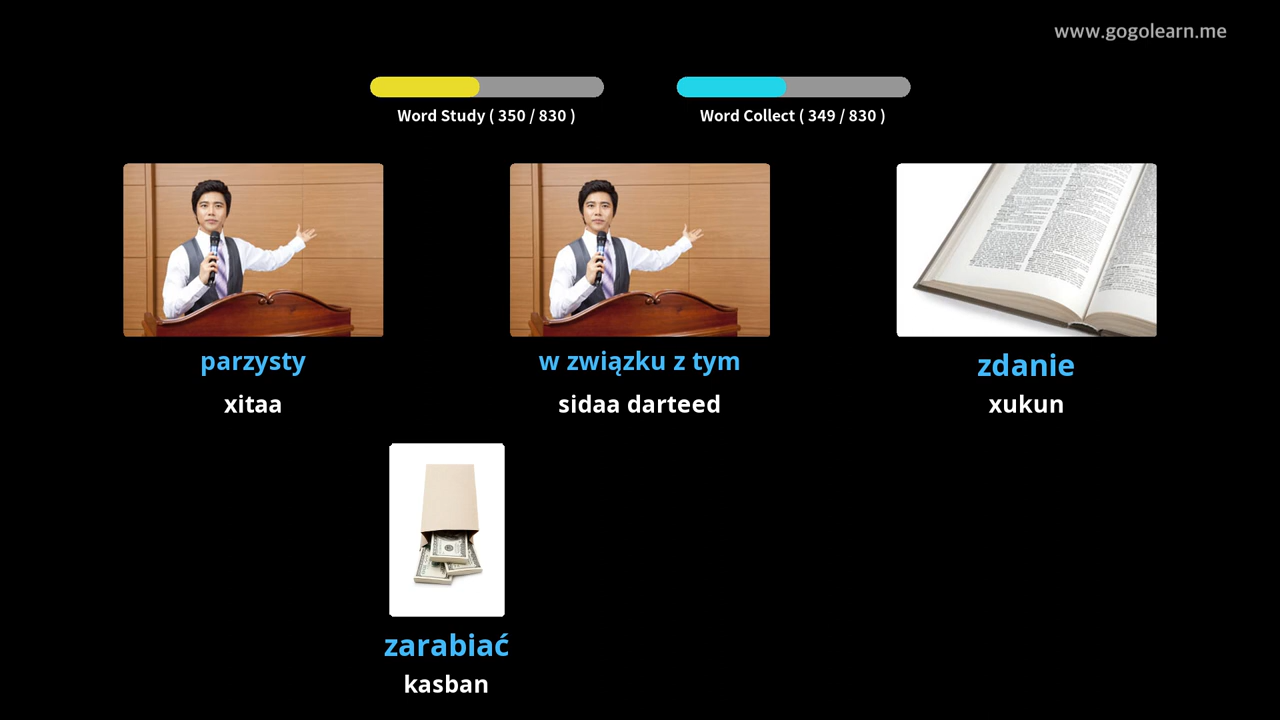 www.gogolearn.me
Word Study ( 350 / 830 )
Word Collect ( 349 / 830 )
parzysty
w związku z tym
zdanie
xitaa
sidaa darteed
xukun
zarabiać
kasban